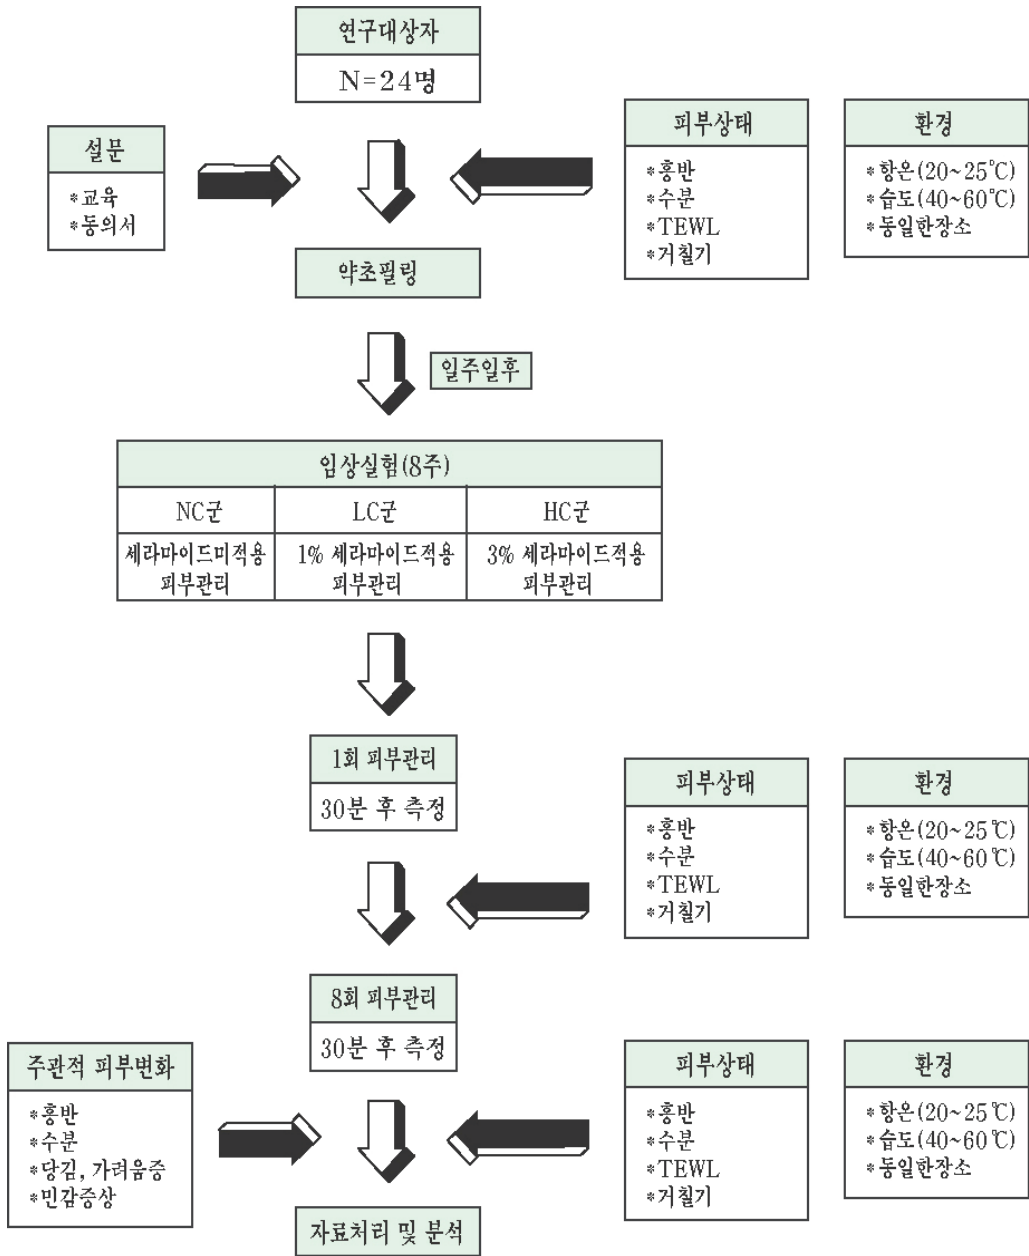 연구대상자
N=24명
설문
*교육
*동의서
피부상태
*홍반
*수분
*TEWL
*거칠기
환경
*항온(20~25℃)
*습도(40~60℃)
*동일한장소
약초필링
일주일후
임상실험(8주)
NC군
LC군
HC군
세라마이드미적용
피부관리
1% 세라마이드적용
피부관리
3% 세라마이드적용
피부관리
1회 피부관리
30분 후 측정
피부상태
*홍반
*수분
*TEWL
*거칠기
환경
*항온(20~25℃)
*습도(40~60℃)
*동일한장소
8회 피부관리
30분 후 측정
주관적 피부변화
*홍반
*수분
*당김, 가려움증
*민감증상
피부상태
*홍반
*수분
*TEWL
*거칠기
환경
*항온(20~25℃)
*습도(40~60℃)
*동일한장소
자료처리 및 분석